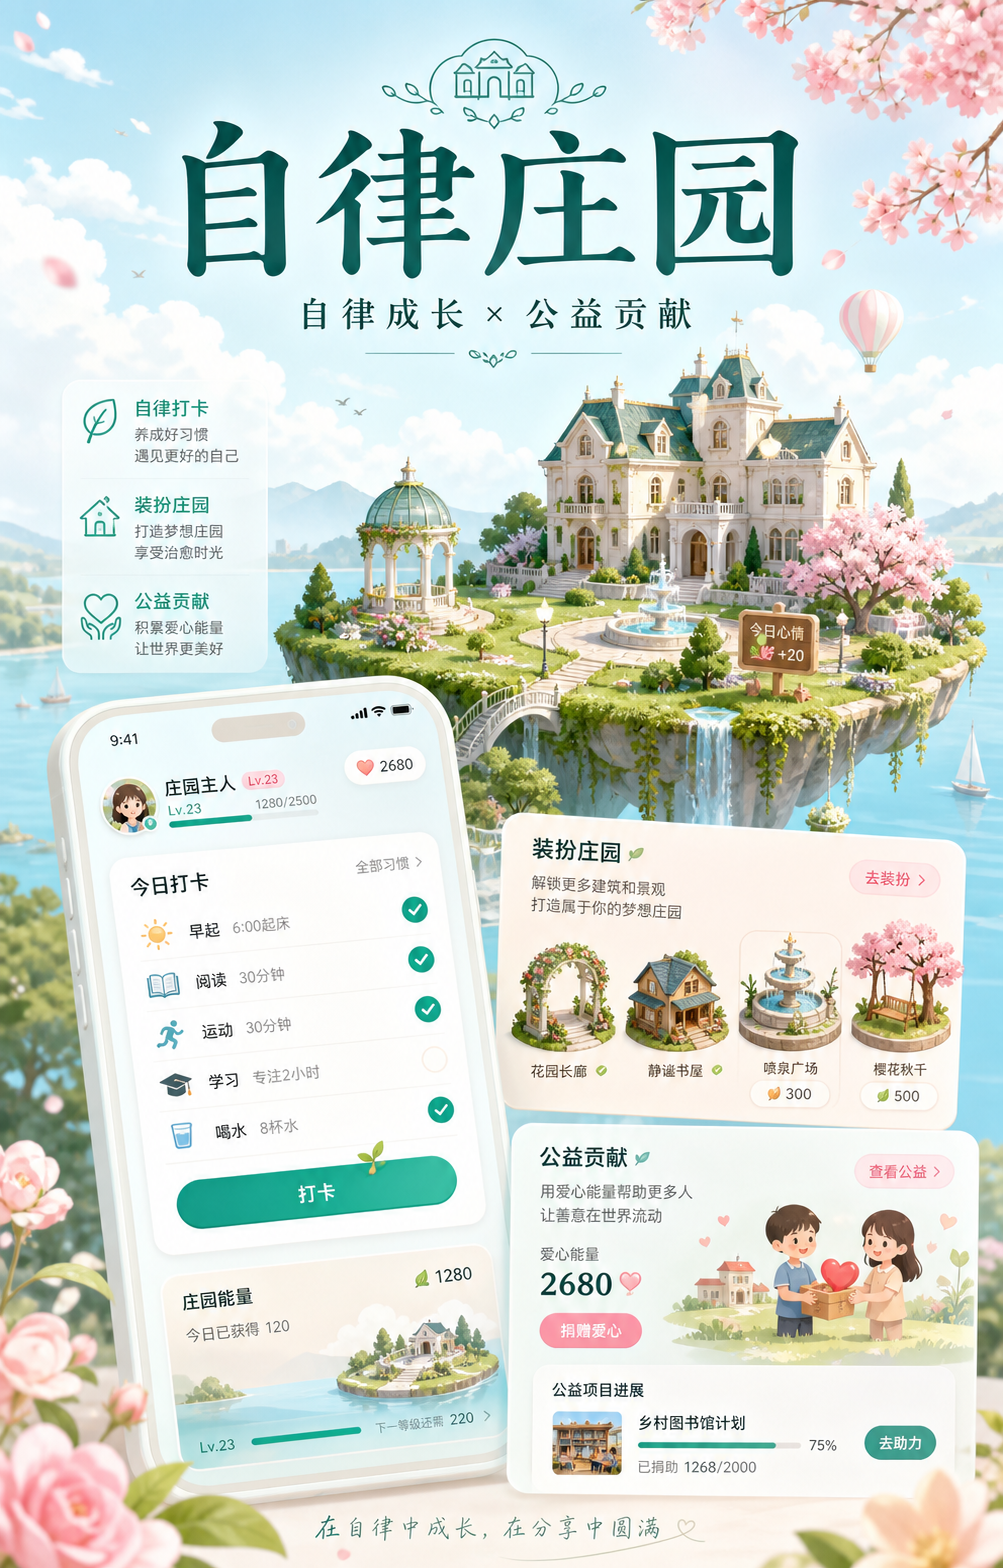 自律庄园
自律成长 × 公益贡献
自律打卡
养成好习惯
遇见更好的自己
装扮庄园
打造梦想庄园
享受治愈时光
公益贡献
积累爱心能量
让世界更美好
今日心情
+20
9:41
庄园主人 Lv.23
2680
Lv.23 1280/2500
今日打卡
全部习惯 >
早起 6:00起床
阅读 30分钟
运动 30分钟
学习 专注2小时
喝水 8杯水
打卡
庄园能量
1280
今日已获得 120
Lv.23
下一等级还需 220 >
装扮庄园
去装扮 >
解锁更多建筑和景观
打造属于你的梦想庄园
花园长廊
静谧书屋
喷泉广场
樱花秋千
300
500
公益贡献
查看公益 >
用爱心能量帮助更多人
让善意在世界流动
爱心能量
2680
捐赠爱心
公益项目进展
乡村图书馆计划
75%
去助力
已捐助 1268/2000
在自律中成长，在分享中圆满